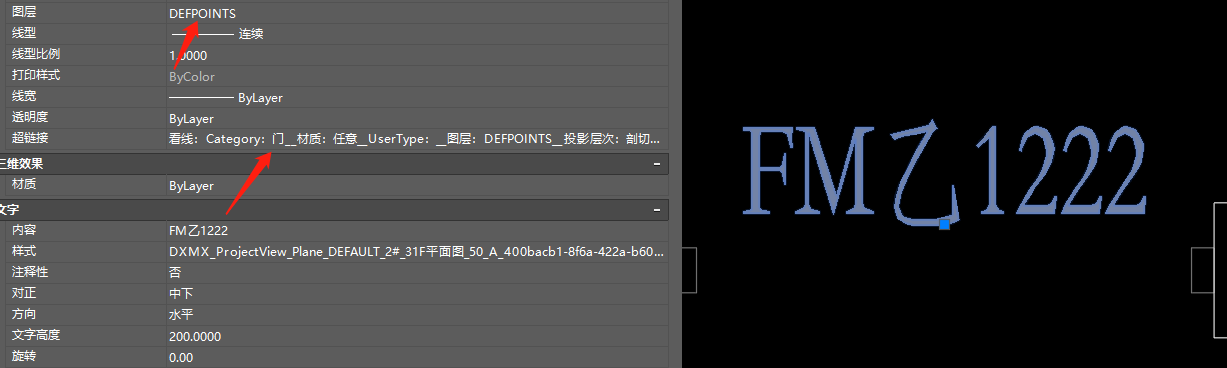 图层 DEFPOINTS
线型 连续
线型比例 1.0000
打印样式 ByColor
线宽 ByLayer
透明度 ByLayer
超链接 看线：Category：门__材质：任意__UserType：__图层：DEFPOINTS__投影层次：剖切...
三维效果
材质 ByLayer
文字
内容 FM乙1222
样式 DXMX_ProjectView_Plane_DEFAULT_2#_31F平面图_50_A_400bacb1-8f6a-422a-b60...
注释性 否
对正 中下
方向 水平
文字高度 200.0000
旋转 0.00
FM乙1222